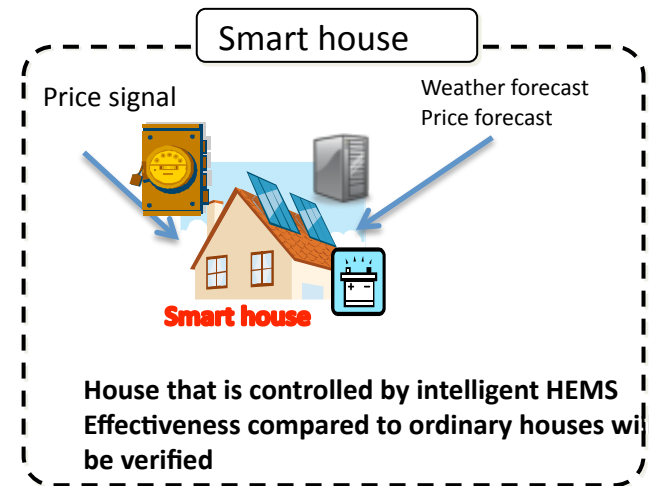 Smart house
Price signal
Weather forecast
Price forecast
Smart house
House that is controlled by intelligent HEMS
Effectiveness compared to ordinary houses will
be verified